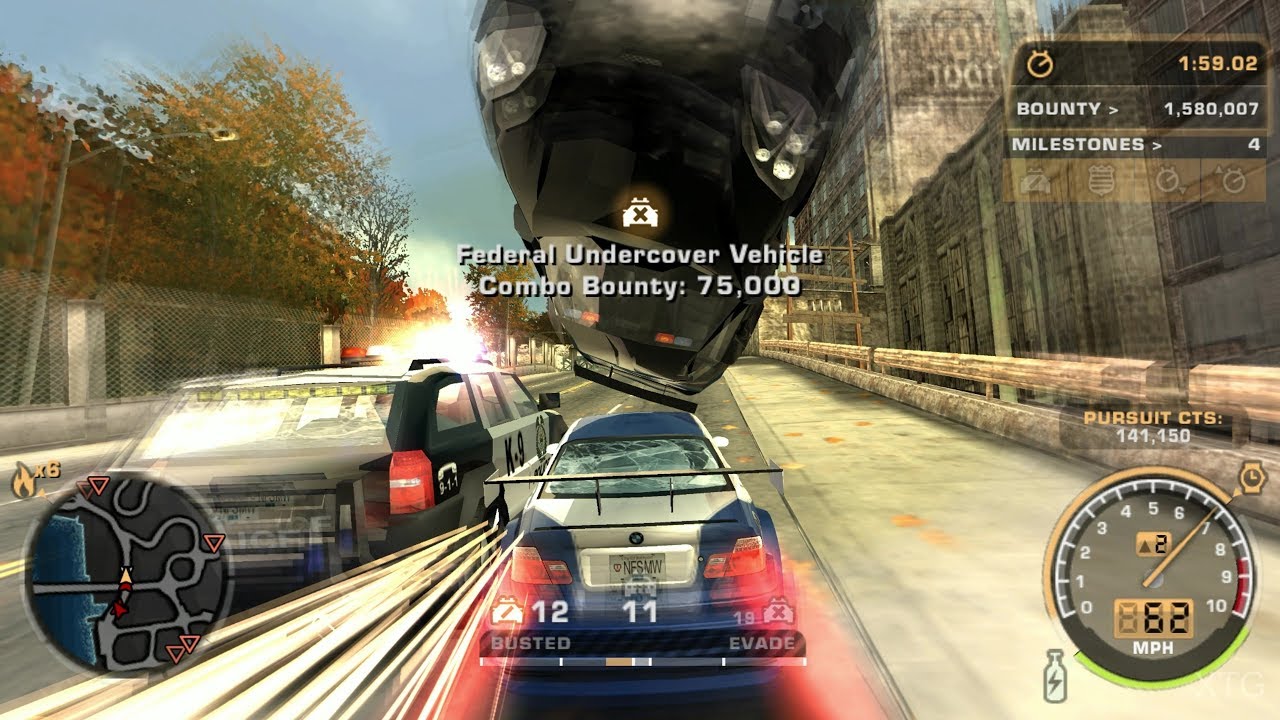 1:59.02
BOUNTY > 1,580,007
MILESTONES > 4
Federal Undercover Vehicle
Combo Bounty: 75,000
K-9
9-1-1
PURSUIT CTS:
141,150
x6
NFSMW
12 11 19
BUSTED EVADE
0 1 2 3 4 5 6 7 8 9 10
2
62
MPH
XTG